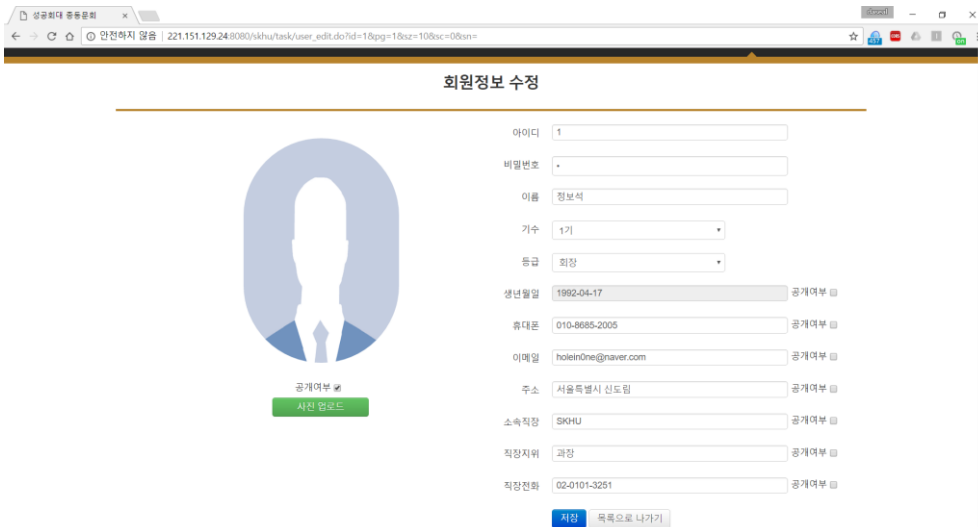 성공회대 총동문회
안전하지 않음 | 221.151.129.24:8080/skhu/task/user_edit.do?id=1&pg=1&sz=10&sc=0&sn=
회원정보 수정
아이디 1
비밀번호 •
이름 정보석
기수 1기
등급 회장
생년월일 1992-04-17 공개여부
휴대폰 010-8685-2005 공개여부
이메일 holein0ne@naver.com 공개여부
주소 서울특별시 신도림 공개여부
소속직장 SKHU 공개여부
직장지위 과장 공개여부
직장전화 02-0101-3251 공개여부
공개여부
사진 업로드
저장 목록으로 나가기